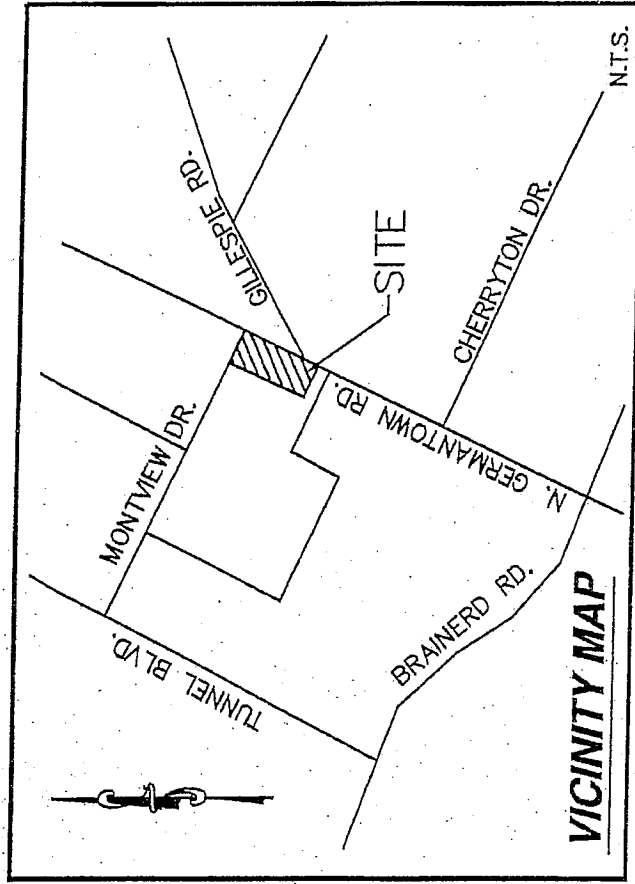 GILLESPIE RD.
MONTVIEW DR.
SITE
TUNNEL BLVD.
N. GERMANTOWN RD.
CHERRYTON DR.
BRAINERD RD.
VICINITY MAP
N.T.S.